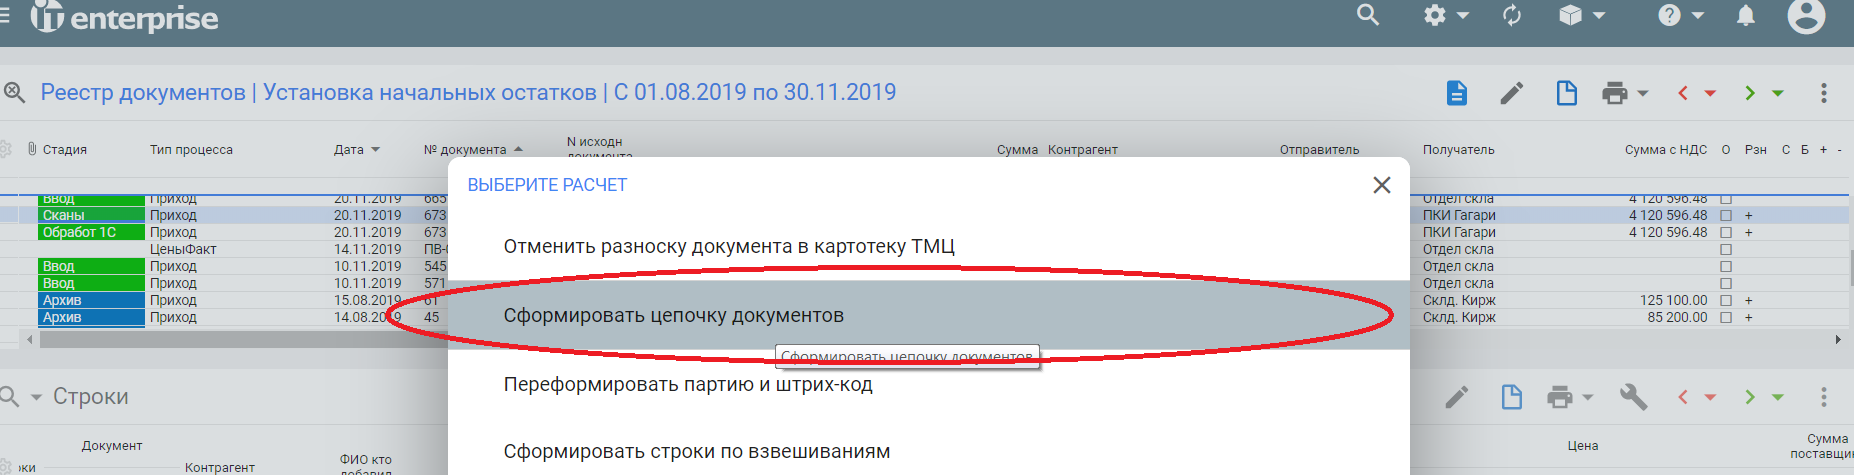 IT enterprise
Реестр документов | Установка начальных остатков | С 01.08.2019 по 30.11.2019
Стадия Тип процесса Дата № документа N исходн документа Сумма Контрагент Отправитель Получатель Сумма с НДС О Рзн С Б + -
ВЫБЕРИТЕ РАСЧЕТ
Ввод Приход 20.11.2019 665 Отдел скла 4 120 596.48
Сканы Приход 20.11.2019 673 ПКИ Гагари 4 120 596.48 +
Обработ 1С Приход 20.11.2019 673 ПКИ Гагари 4 120 596.48 +
ЦеныФакт 14.11.2019 ПВ- Отдел скла
Ввод Приход 10.11.2019 545 Отдел скла
Ввод Приход 10.11.2019 571 Отдел скла
Архив Приход 15.08.2019 61 Склд. Кирж 125 100.00 +
Архив Приход 14.08.2019 45 Склд. Кирж 85 200.00 +
Отменить разноску документа в картотеку ТМЦ
Сформировать цепочку документов
Сформировать цепочку документов
Переформировать партию и штрих-код
Сформировать строки по взвешиваниям
Строки
Документ Цена Сумма поставщик
ки Контрагент ФИО кто добавил